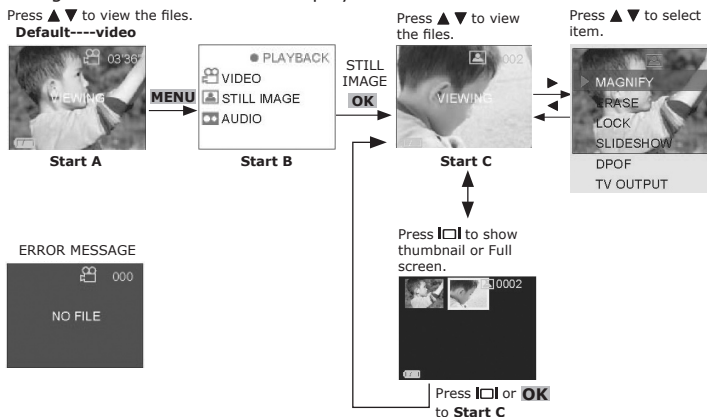 Press ▲ ▼ to view the files.
Default----video
03'36"
VIEWING
MENU
Start A
PLAYBACK
VIDEO
STILL IMAGE
AUDIO
Start B
STILL
IMAGE
OK
Press ▲ ▼ to view
the files.
0002
VIEWING
Start C
Press ▲ ▼ to select
item.
MAGNIFY
ERASE
LOCK
SLIDESHOW
DPOF
TV OUTPUT
ERROR MESSAGE
000
NO FILE
Press to show
thumbnail or Full
screen.
0002
Press or OK
to Start C